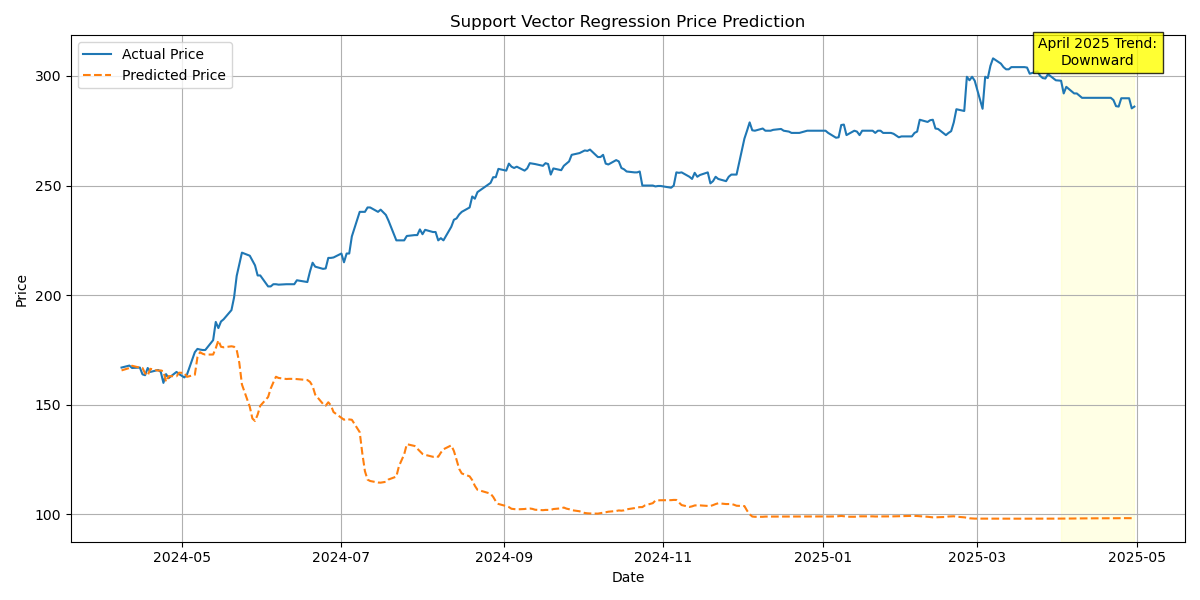 Support Vector Regression Price Prediction
Actual Price
Predicted Price
April 2025 Trend:
Downward
300
250
200
150
100
Price
2024-05
2024-07
2024-09
2024-11
2025-01
2025-03
2025-05
Date